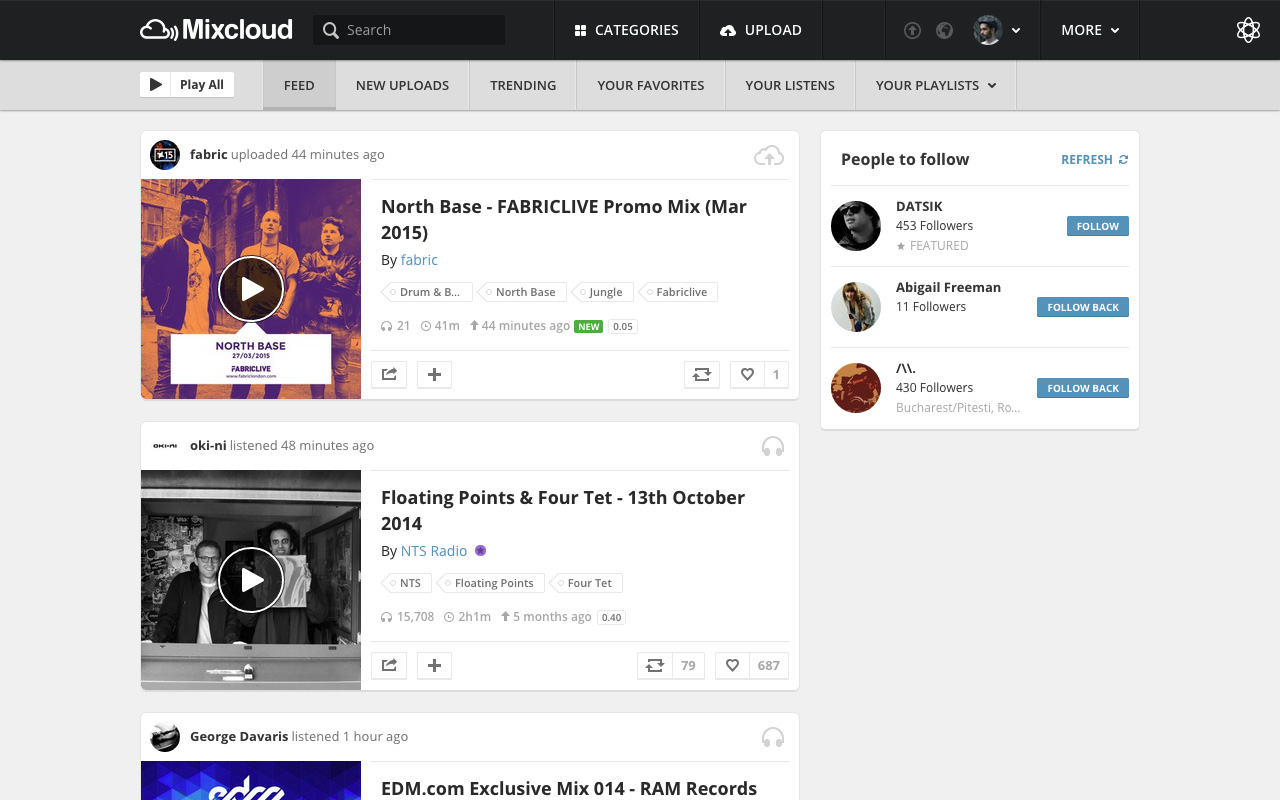 Mixcloud
Search
CATEGORIES
UPLOAD
MORE
Play All
FEED
NEW UPLOADS
TRENDING
YOUR FAVORITES
YOUR LISTENS
YOUR PLAYLISTS
fabric uploaded 44 minutes ago
North Base - FABRICLIVE Promo Mix (Mar
2015)
By fabric
Drum & B...
North Base
Jungle
Fabriclive
21 41m 44 minutes ago NEW 0.05
1
NORTH BASE
27/03/2015
FABRICLIVE
www.fabriclondon.com
People to follow
REFRESH
DATSIK
453 Followers
FEATURED
FOLLOW
Abigail Freeman
11 Followers
FOLLOW BACK
/\\.
430 Followers
Bucharest/Pitesti, Ro...
FOLLOW BACK
OKI-NI
oki-ni listened 48 minutes ago
Floating Points & Four Tet - 13th October
2014
By NTS Radio
NTS
Floating Points
Four Tet
15,708 2h1m 5 months ago 0.40
79
687
George Davaris listened 1 hour ago
EDM.com Exclusive Mix 014 - RAM Records